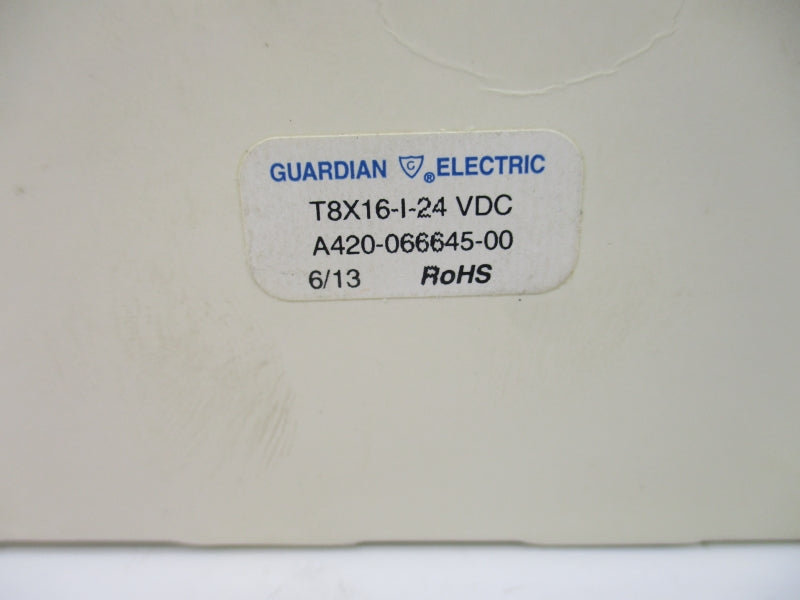 GUARDIAN G ® ELECTRIC
T8X16-I-24 VDC
A420-066645-00
6/13 RoHS